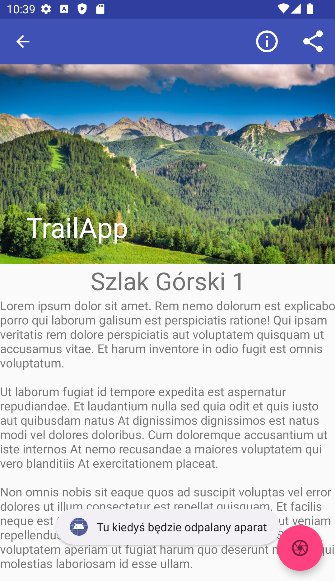 10:39
TrailApp
Szlak Górski 1
Lorem ipsum dolor sit amet. Rem nemo dolorum est explicabo
porro qui laborum galisum est perspiciatis ratione! Qui ipsam
veritatis rem dolore perspiciatis aut voluptatem quisquam ut
accusamus vitae. Et harum inventore in odio fugit est omnis
voluptatum.
Ut laborum fugiat id tempore expedita est aspernatur
repudiandae. Et laudantium nulla sed quia odit et quis iusto
aut quibusdam natus At dignissimos dignissimos est natus
modi vel dolores doloribus. Cum doloremque accusantium ut
iste internos At nemo recusandae a maiores voluptatem qui
vero blanditiis At exercitationem placeat.
Non omnis nobis sit eaque quos ad suscipit voluptas vel error
dolores ut illum consectetur est repellat quisquam. Et facilis
neque est
ut veniam
repellendus
Tu kiedyś będzie odpalany aparat
voluptatem aperiam ut fugiat harum quo deserunt
molestias laboriosam id esse ullam.